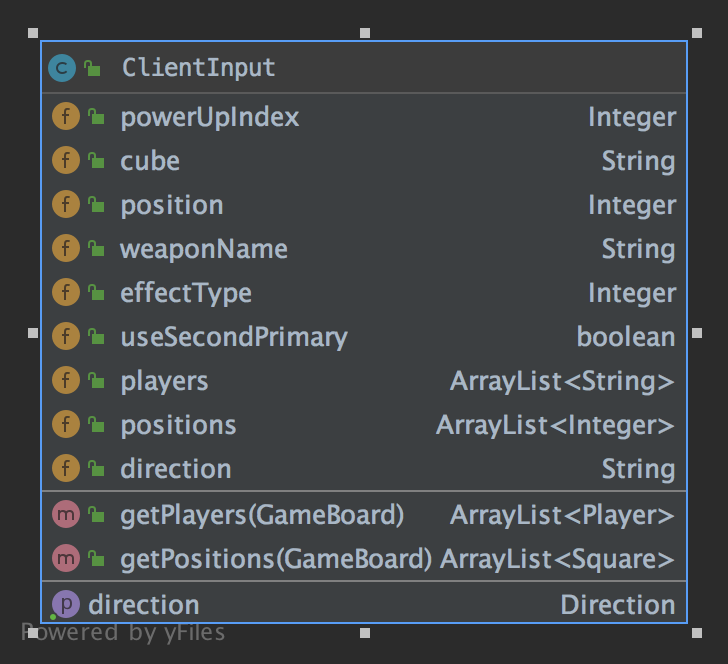 C ClientInput
f powerUpIndex Integer
f cube String
f position Integer
f weaponName String
f effectType Integer
f useSecondPrimary boolean
f players ArrayList<String>
f positions ArrayList<Integer>
f direction String
m getPlayers(GameBoard) ArrayList<Player>
m getPositions(GameBoard) ArrayList<Square>
p direction Direction
Powered by yFiles